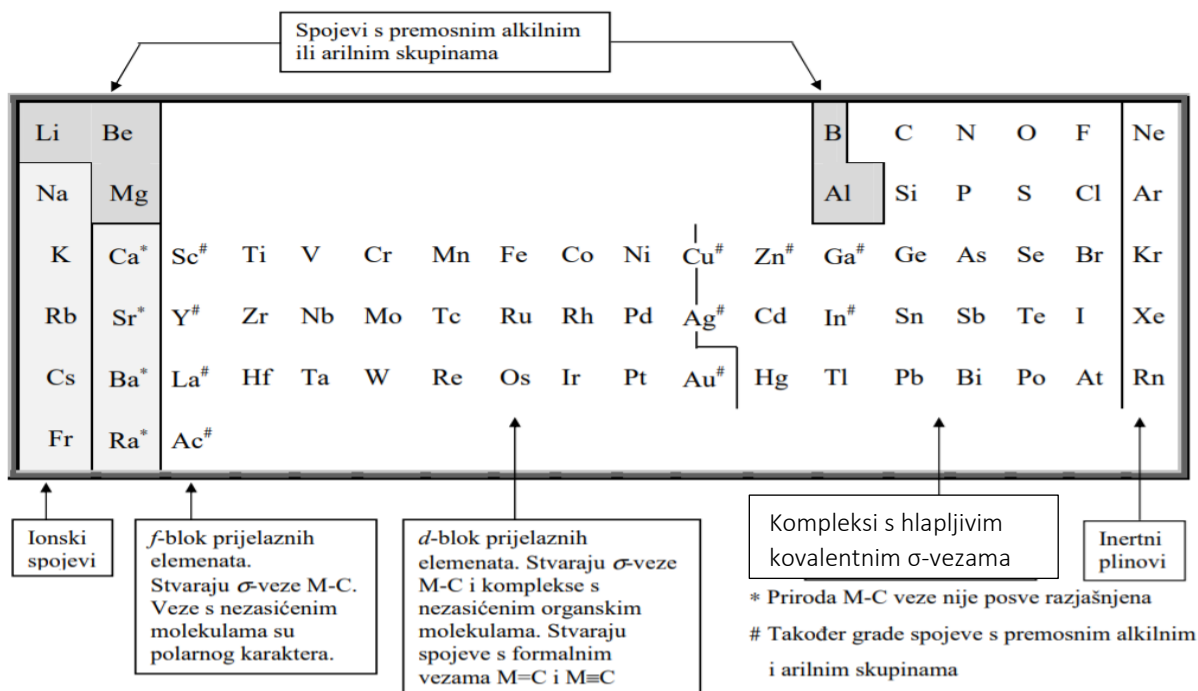 Spojevi s premosnim alkilnim
ili arilnim skupinama
Li Be B C N O F Ne
Na Mg Al Si P S Cl Ar
K Ca* Sc# Ti V Cr Mn Fe Co Ni Cu# Zn# Ga# Ge As Se Br Kr
Rb Sr* Y# Zr Nb Mo Tc Ru Rh Pd Ag# Cd In# Sn Sb Te I Xe
Cs Ba* La# Hf Ta W Re Os Ir Pt Au# Hg Tl Pb Bi Po At Rn
Fr Ra* Ac#
Ionski
spojevi
f-blok prijelaznih
elemenata.
Stvaraju σ-veze M-C.
Veze s nezasićenim
molekulama su
polarnog karaktera.
d-blok prijelaznih
elemenata. Stvaraju σ-veze
M-C i komplekse s
nezasićenim organskim
molekulama. Stvaraju
spojeve s formalnim
vezama M=C i M≡C
Kompleksi s hlapljivim
kovalentnim σ-vezama
Inertni
plinovi
* Priroda M-C veze nije posve razjašnjena
# Također grade spojeve s premosnim alkilnim
i arilnim skupinama